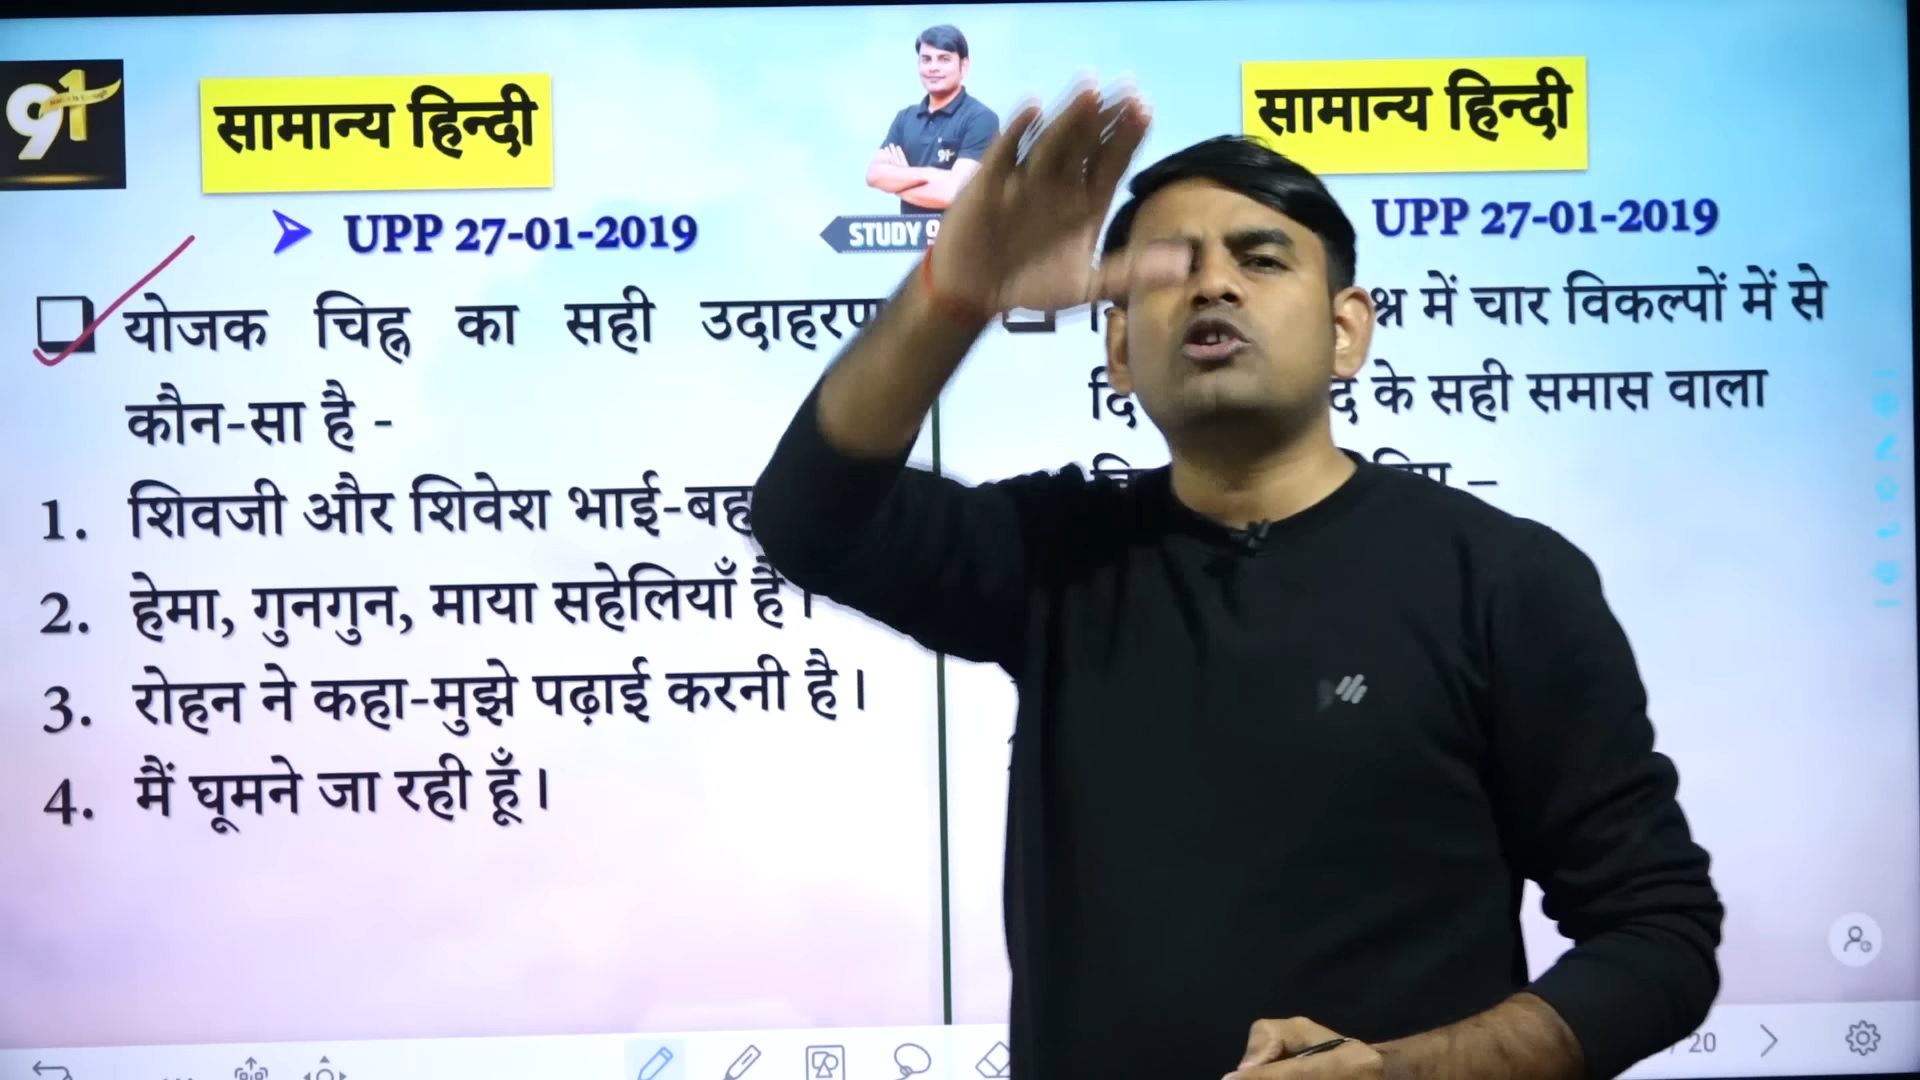 91
सामान्य हिन्दी
UPP 27-01-2019
योजक चिह्न का सही उदाहरण
कौन-सा है -
1. शिवजी और शिवेश भाई-बह
2. हेमा, गुनगुन, माया सहेलियाँ हैं।
3. रोहन ने कहा-मुझे पढ़ाई करनी है।
4. मैं घूमने जा रही हूँ।
STUDY 9
सामान्य हिन्दी
UPP 27-01-2019
में चार विकल्पों में से
के सही समास वाला
20